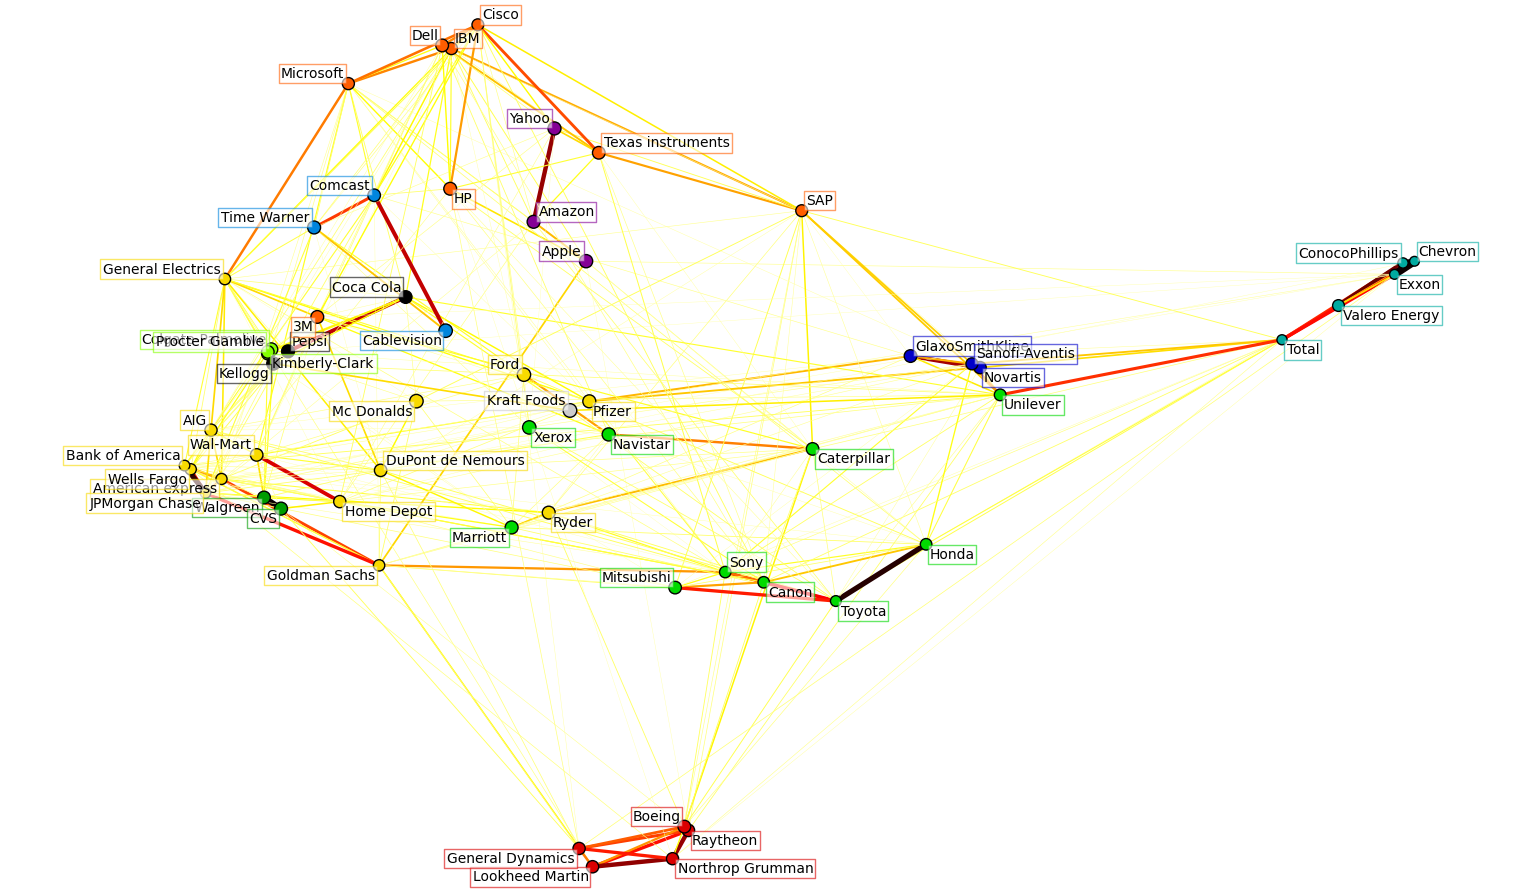 Cisco
Dell
IBM
Microsoft
Yahoo
Texas instruments
Comcast
HP
SAP
Time Warner
Amazon
Apple
ConocoPhillips
Chevron
General Electrics
Exxon
Coca Cola
Valero Energy
3M
Pepsi
Cablevision
Procter Gamble
GlaxoSmithKline
Sanofi-Aventis
Total
Kimberly-Clark
Kellogg
Ford
Novartis
Kraft Foods
Pfizer
Unilever
Mc Donalds
AIG
Xerox
Navistar
Wal-Mart
Bank of America
DuPont de Nemours
Caterpillar
Wells Fargo
American express
JPMorgan Chase
Walgreen
CVS
Home Depot
Ryder
Marriott
Honda
Sony
Goldman Sachs
Mitsubishi
Canon
Toyota
Boeing
Raytheon
General Dynamics
Northrop Grumman
Lookheed Martin